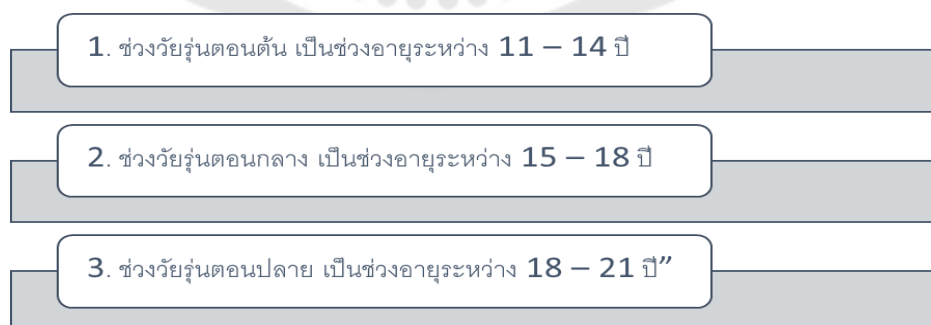 1. ช่วงวัยรุ่นตอนต้น เป็นช่วงอายุระหว่าง 11 – 14 ปี
2. ช่วงวัยรุ่นตอนกลาง เป็นช่วงอายุระหว่าง 15 – 18 ปี
3. ช่วงวัยรุ่นตอนปลาย เป็นช่วงอายุระหว่าง 18 – 21 ปี”